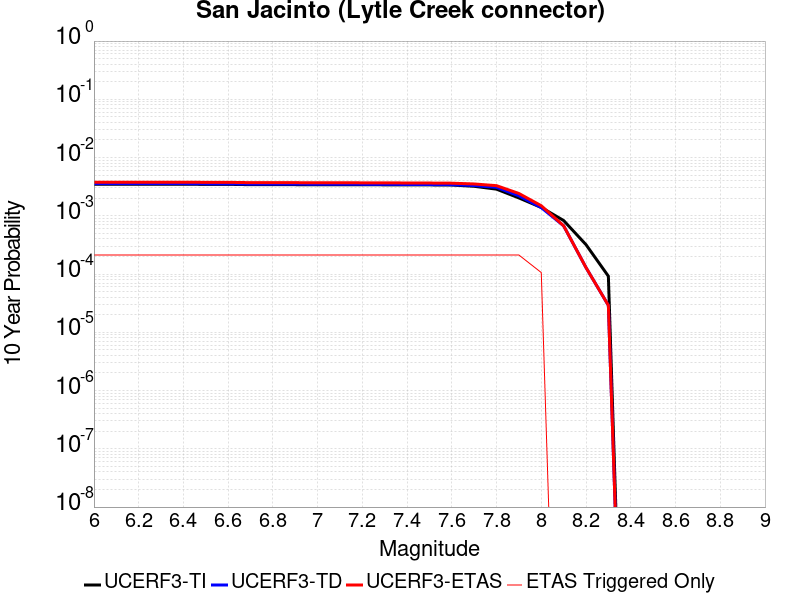 San Jacinto (Lytle Creek connector)
10^0
10^-1
10^-2
10^-3
10^-4
10^-5
10^-6
10^-7
10^-8
10 Year Probability
6 6.2 6.4 6.6 6.8 7 7.2 7.4 7.6 7.8 8 8.2 8.4 8.6 8.8 9
Magnitude
UCERF3-TI UCERF3-TD UCERF3-ETAS ETAS Triggered Only